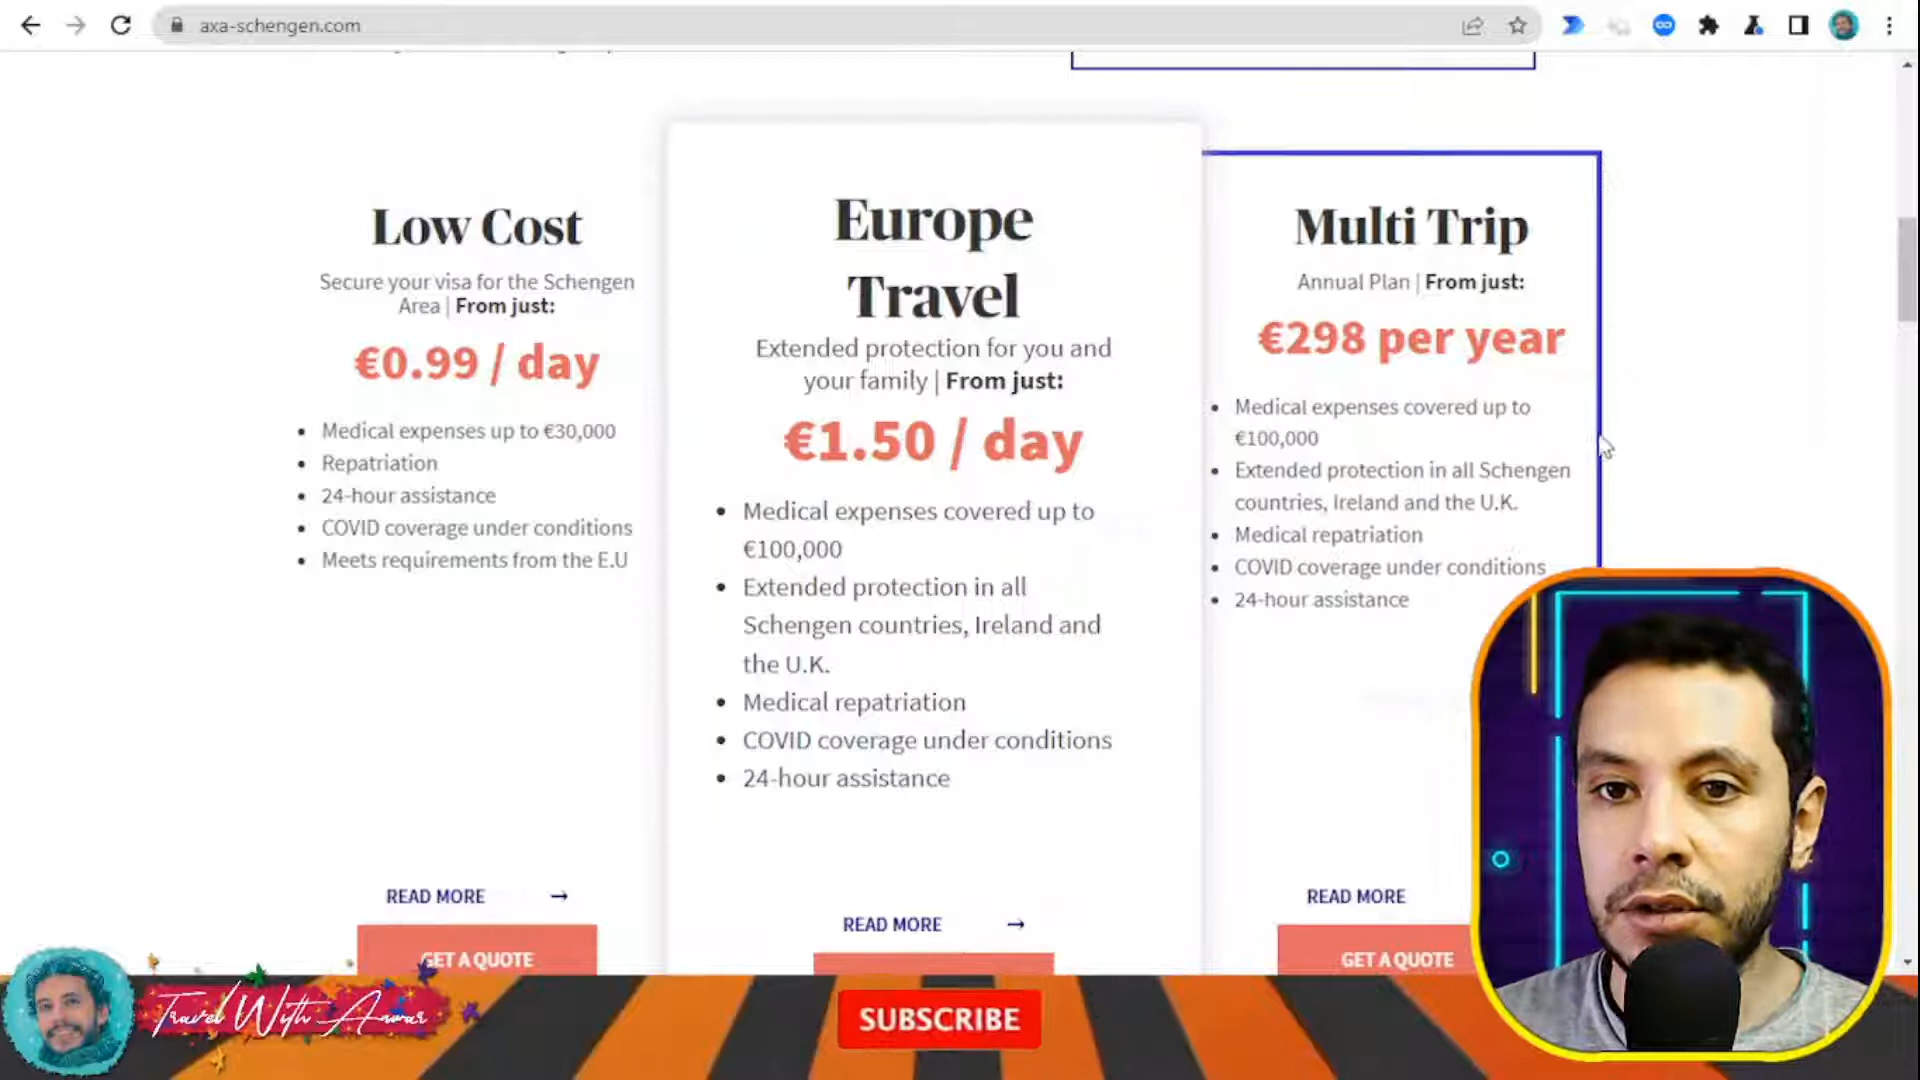 axa-schengen.com
Low Cost
Secure your visa for the Schengen
Area | From just:
€0.99 / day
• Medical expenses up to €30,000
• Repatriation
• 24-hour assistance
• COVID coverage under conditions
• Meets requirements from the E.U
READ MORE →
GET A QUOTE
Europe
Travel
Extended protection for you and
your family | From just:
€1.50 / day
• Medical expenses covered up to
€100,000
• Extended protection in all
Schengen countries, Ireland and
the U.K.
• Medical repatriation
• COVID coverage under conditions
• 24-hour assistance
READ MORE →
Multi Trip
Annual Plan | From just:
€298 per year
• Medical expenses covered up to
€100,000
• Extended protection in all Schengen
countries, Ireland and the U.K.
• Medical repatriation
• COVID coverage under conditions
• 24-hour assistance
READ MORE
GET A QUOTE
Travel With Anwar
SUBSCRIBE